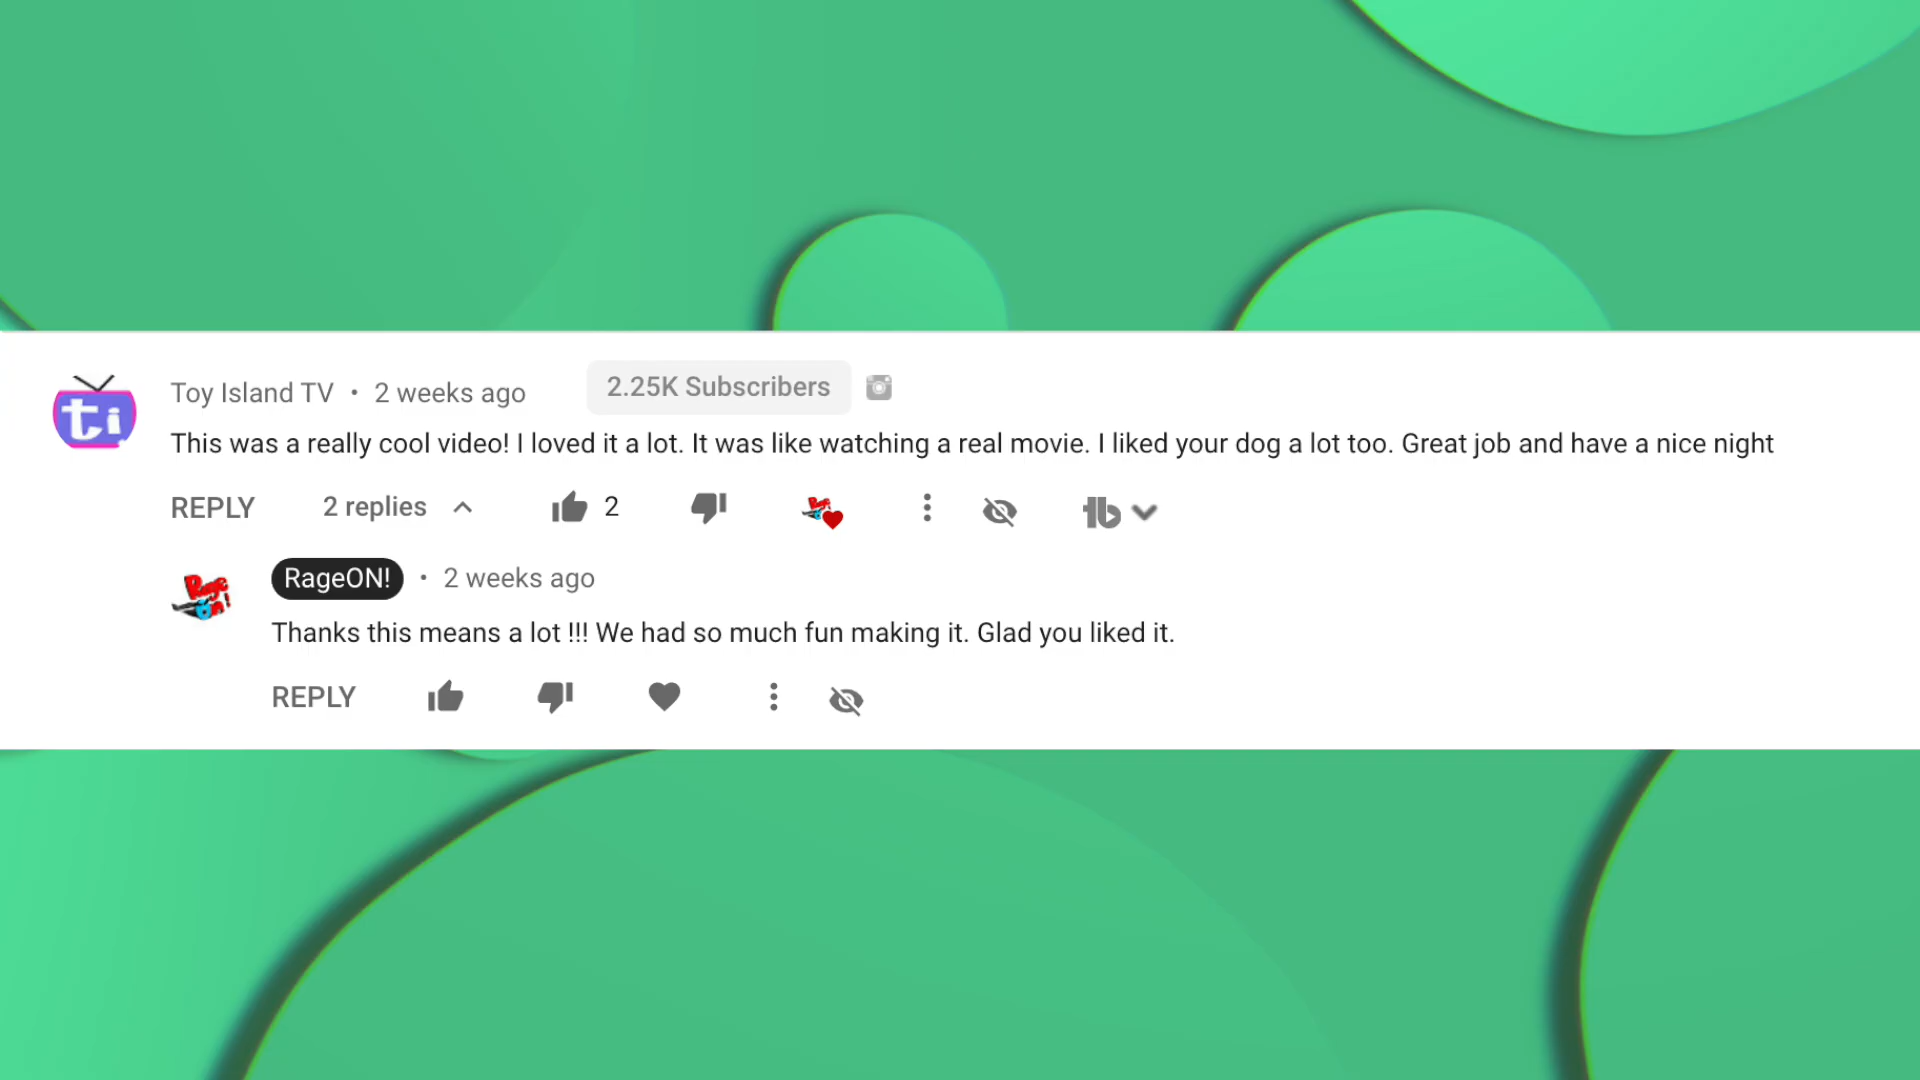 Toy Island TV • 2 weeks ago 2.25K Subscribers
ti
This was a really cool video! I loved it a lot. It was like watching a real movie. I liked your dog a lot too. Great job and have a nice night
REPLY 2 replies 2
RageON! • 2 weeks ago
Rage On!
Thanks this means a lot !!! We had so much fun making it. Glad you liked it.
REPLY